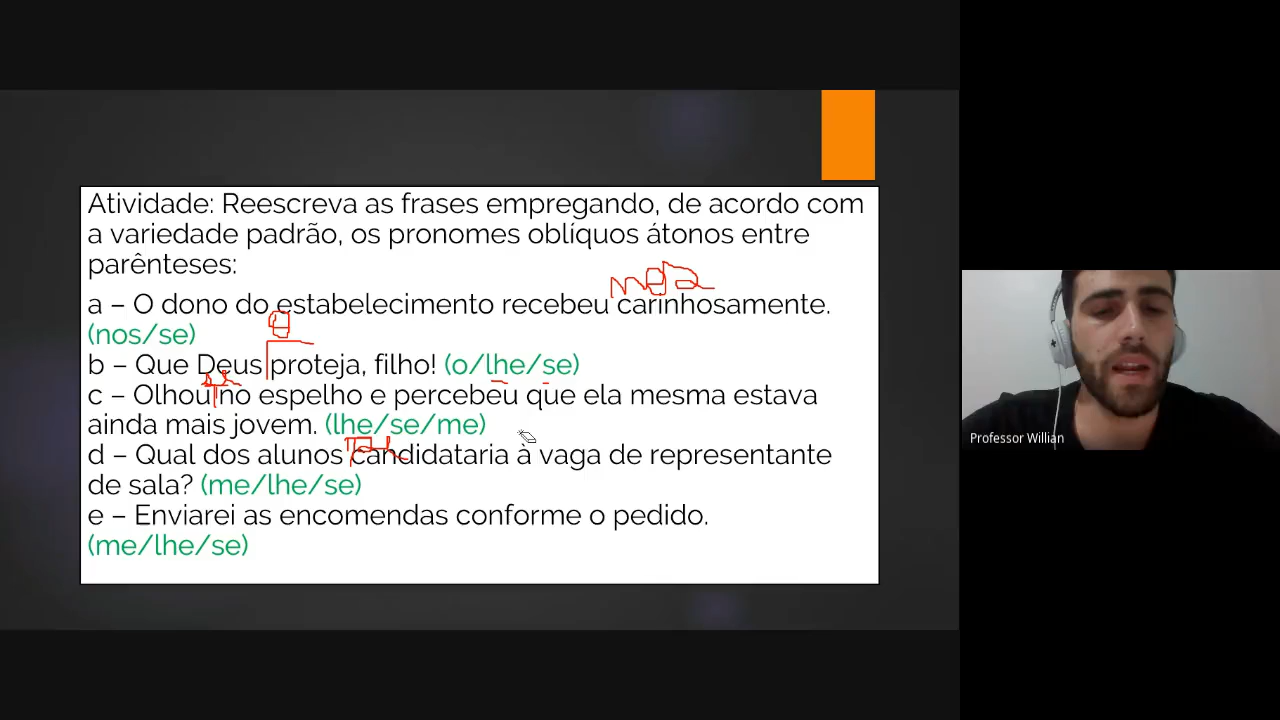 Atividade: Reescreva as frases empregando, de acordo com
a variedade padrão, os pronomes oblíquos átonos entre
parênteses:
a – O dono do estabelecimento recebeu carinhosamente.
(nos/se)
b – Que Deus proteja, filho! (o/lhe/se)
c – Olhou no espelho e percebeu que ela mesma estava
ainda mais jovem. (lhe/se/me)
d – Qual dos alunos candidataria à vaga de representante
de sala? (me/lhe/se)
e – Enviarei as encomendas conforme o pedido.
(me/lhe/se)
Professor Willian